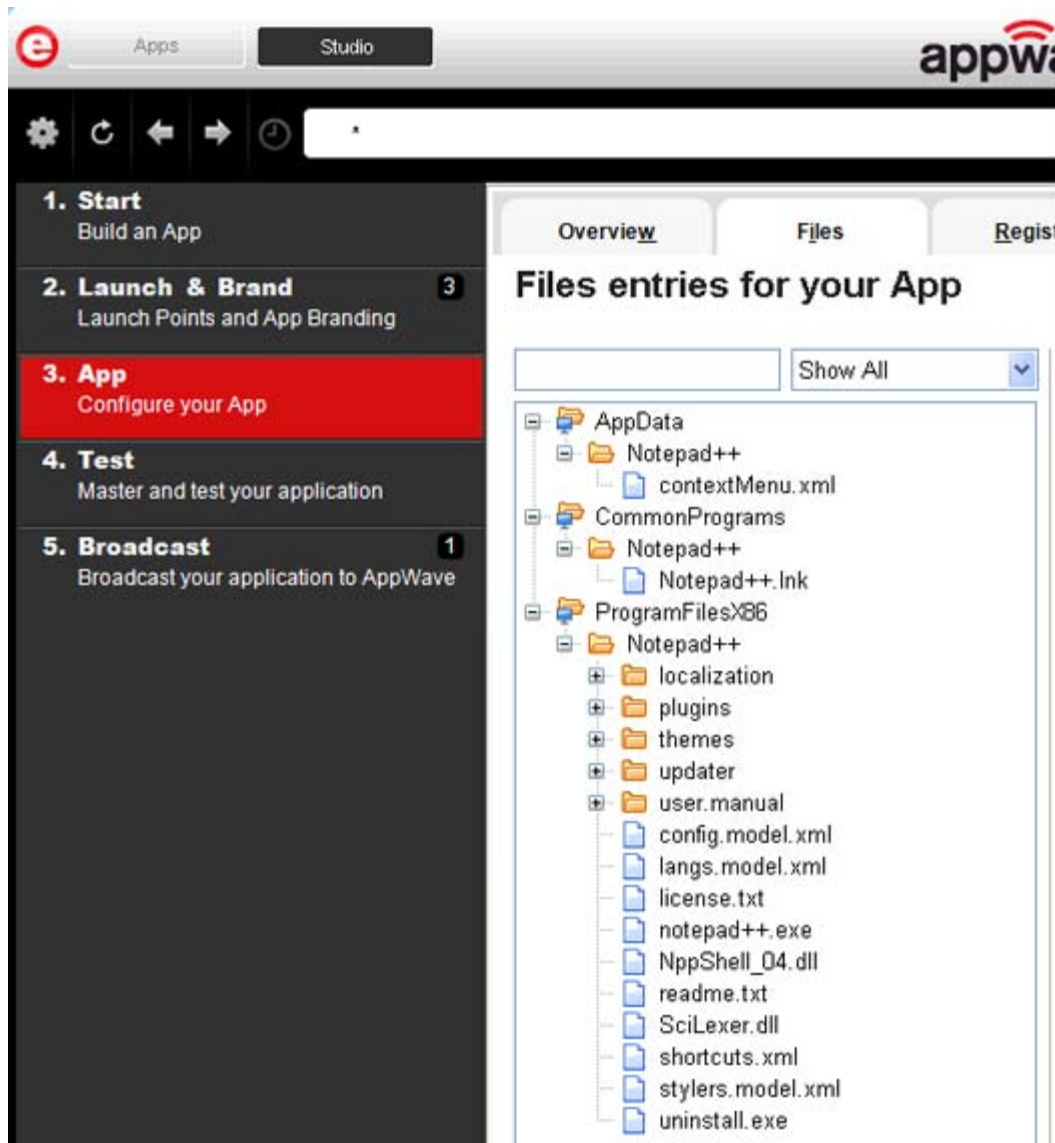 e Apps Studio appwa
*
1. Start
Build an App
2. Launch & Brand 3
Launch Points and App Branding
3. App
Configure your App
4. Test
Master and test your application
5. Broadcast 1
Broadcast your application to AppWave
Overview Files Regist
Files entries for your App
Show All
AppData
Notepad++
contextMenu.xml
CommonPrograms
Notepad++
Notepad++.lnk
ProgramFilesX86
Notepad++
localization
plugins
themes
updater
user.manual
config.model.xml
langs.model.xml
license.txt
notepad++.exe
NppShell_04.dll
readme.txt
SciLexer.dll
shortcuts.xml
stylers.model.xml
uninstall.exe